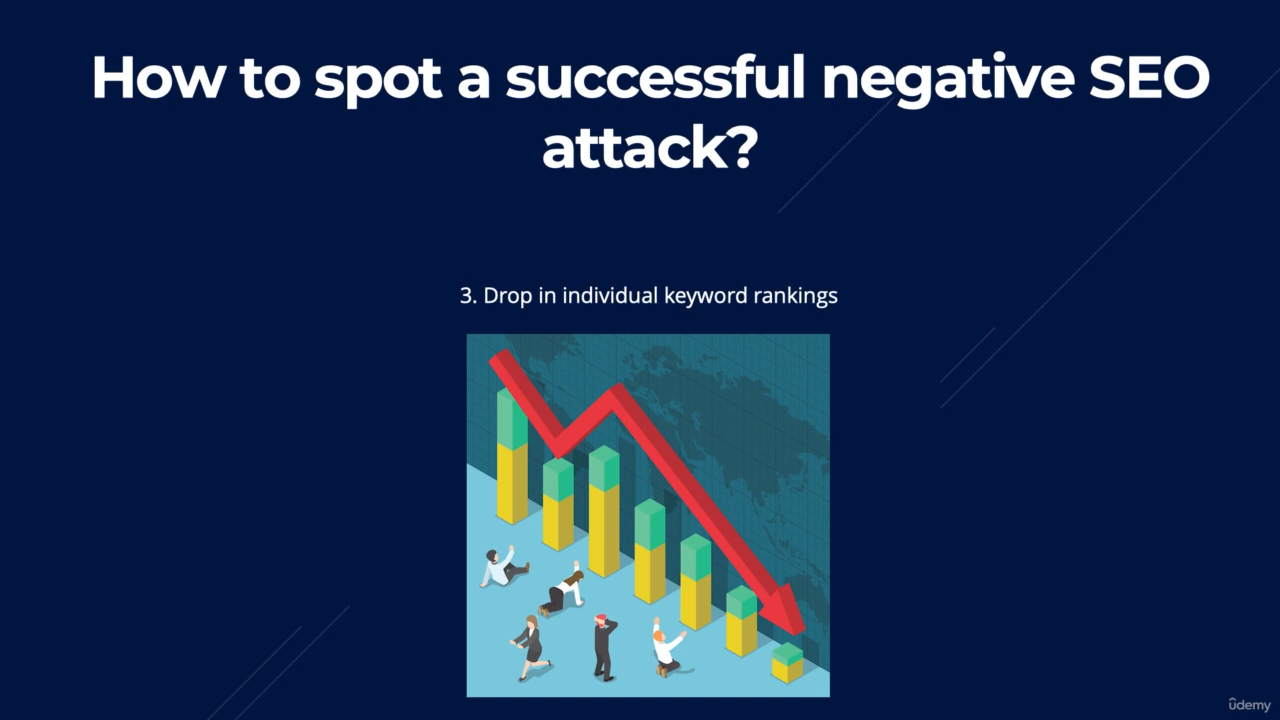 How to spot a successful negative SEO
attack?
3. Drop in individual keyword rankings
ûdemy